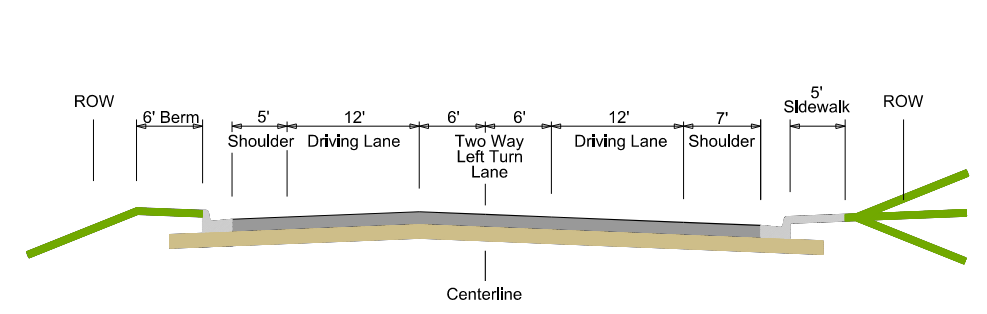 5'
Sidewalk
ROW
ROW
6' Berm
5'
12'
6'
6'
12'
7'
Shoulder
Driving Lane
Two Way
Left Turn
Lane
Driving Lane
Shoulder
Centerline